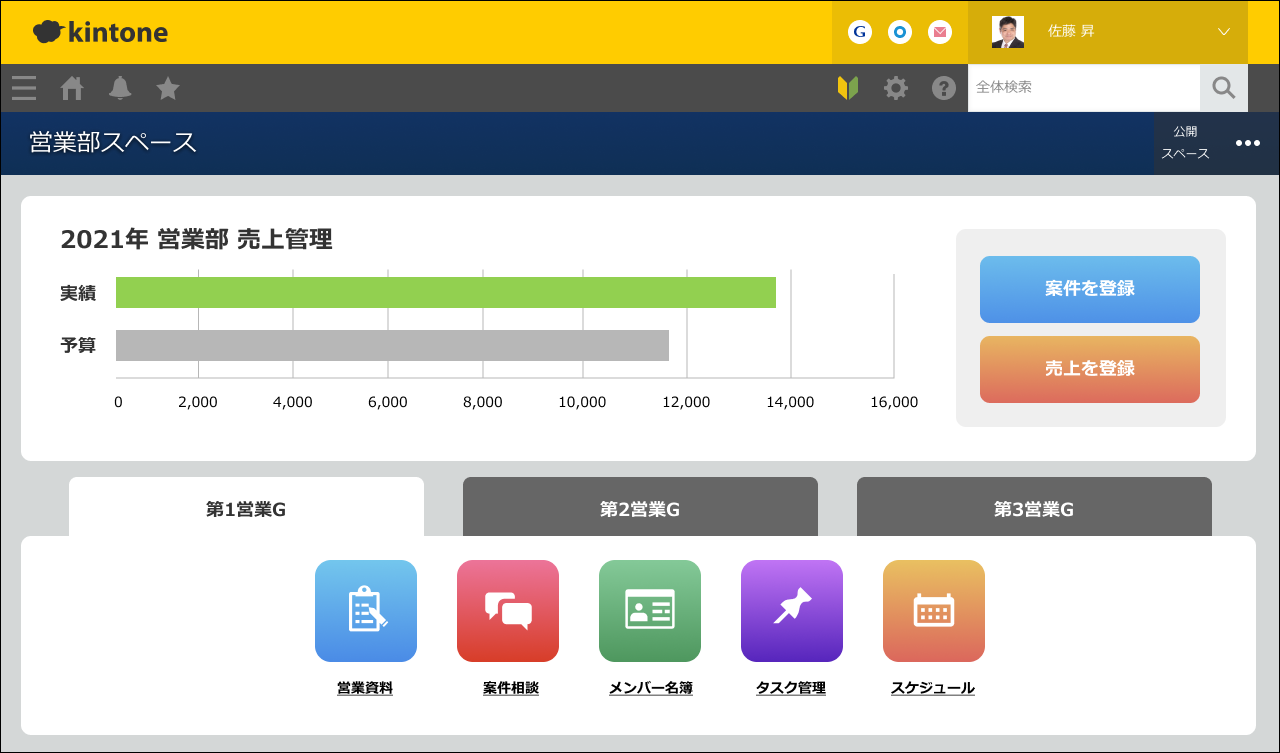 kintone
G
佐藤 昇
?
全体検索
営業部スペース
公開
スペース
2021年 営業部 売上管理
実績
予算
0 2,000 4,000 6,000 8,000 10,000 12,000 14,000 16,000
案件を登録
売上を登録
第1営業G
第2営業G
第3営業G
営業資料
案件相談
メンバー名簿
タスク管理
スケジュール